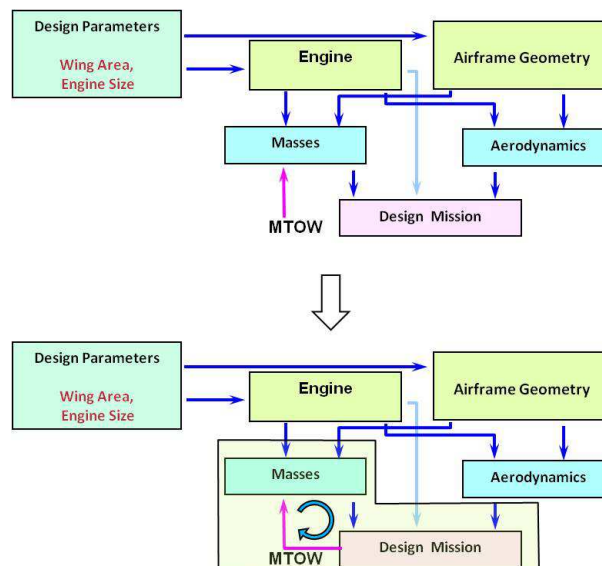 Design Parameters
Wing Area,
Engine Size
Engine
Airframe Geometry
Masses
Aerodynamics
MTOW
Design Mission
Design Parameters
Wing Area,
Engine Size
Engine
Airframe Geometry
Masses
Aerodynamics
MTOW
Design Mission